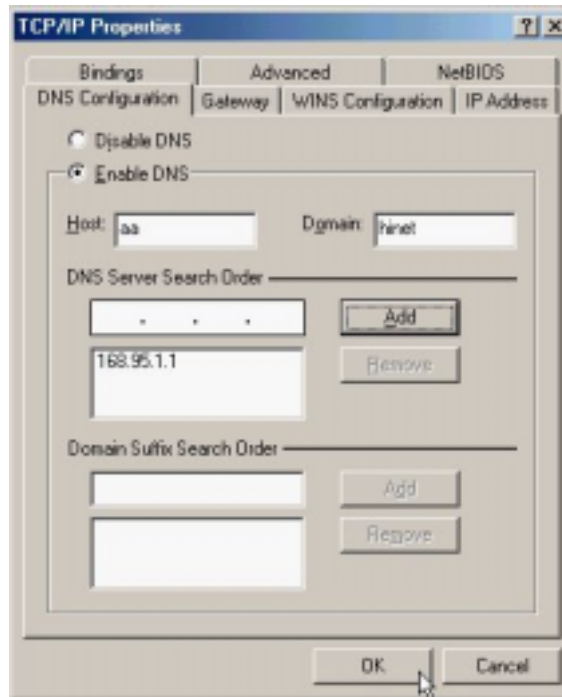 TCP/IP Properties
Bindings Advanced NetBIOS
DNS Configuration Gateway WINS Configuration IP Address
Disable DNS
Enable DNS
Host: aa Domain: hinet
DNS Server Search Order
. . . Add
168.95.1.1 Remove
Domain Suffix Search Order
Add
Remove
OK Cancel